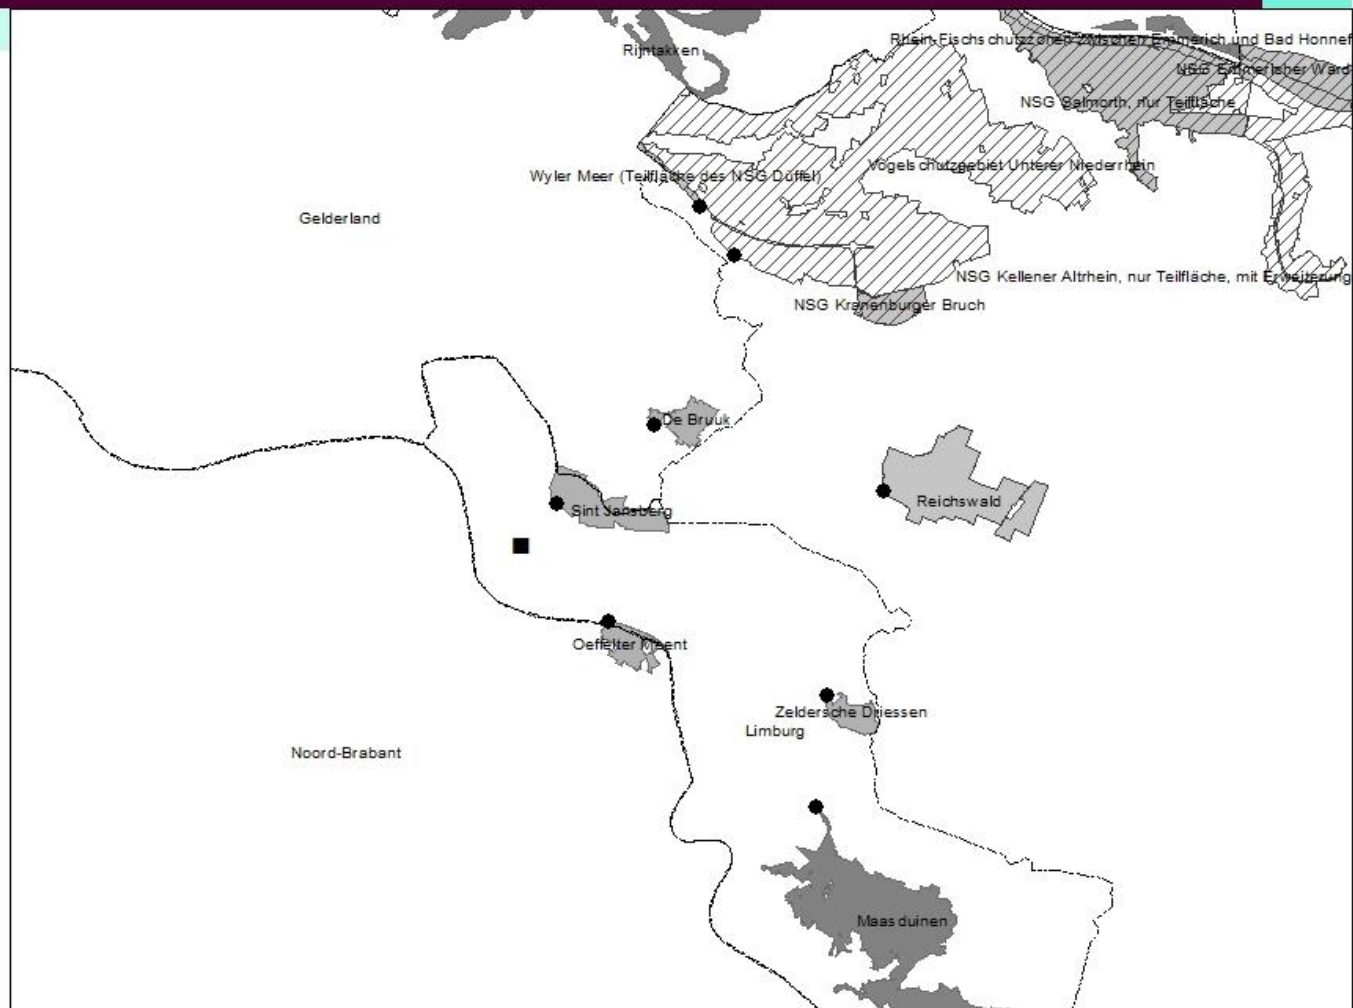 Rhein-Fischschutzzonen zwischen Emmerich und Bad Honnef
Rijntakken
NSG Emmericher Ward
NSG Salmorth, nur Teilfläche
Vogelschutzgebiet Unterer Niederrhein
Wyler Meer (Teilfläche des NSG Düffel)
Gelderland
NSG Kellener Altrhein, nur Teilfläche, mit Erweiterung
NSG Kranenburger Bruch
De Bruuk
Reichswald
Sint Jansberg
Oeffelter Meent
Zeldersche Driessen
Limburg
Noord-Brabant
Maasduinen